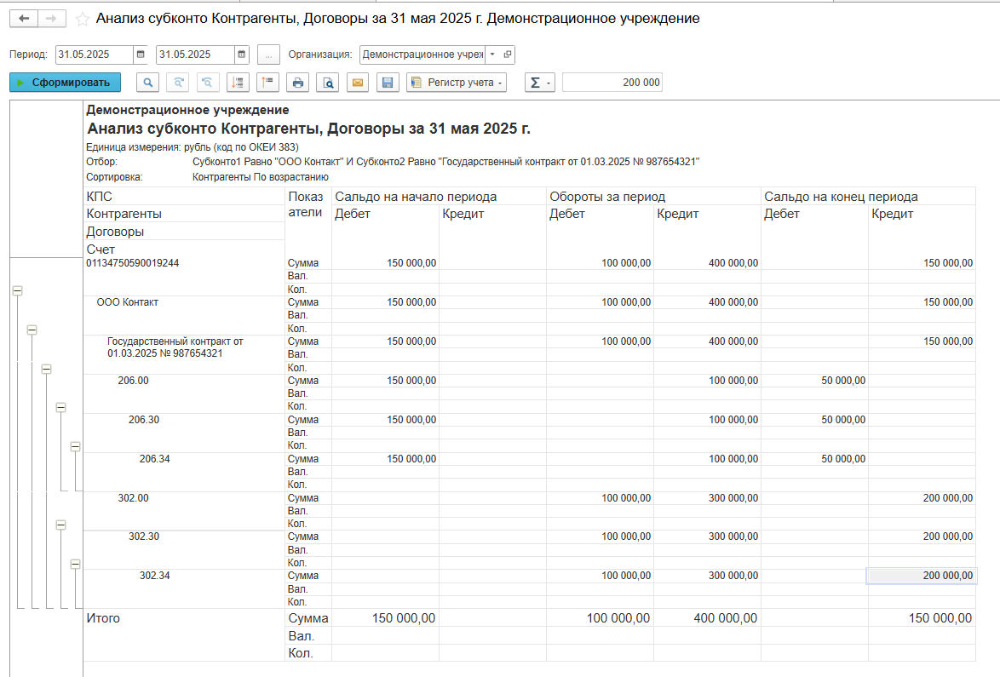 Анализ субконто Контрагенты, Договоры за 31 мая 2025 г. Демонстрационное учреждение
Период: 31.05.2025 31.05.2025 ... Организация: Демонстрационное учреж
Сформировать Регистр учета Σ 200 000
Демонстрационное учреждение
Анализ субконто Контрагенты, Договоры за 31 мая 2025 г.
Единица измерения: рубль (код по ОКЕИ 383)
Отбор: Субконто1 Равно "ООО Контакт" И Субконто2 Равно "Государственный контракт от 01.03.2025 № 987654321"
Сортировка: Контрагенты По возрастанию
КПС Показ Сальдо на начало периода Обороты за период Сальдо на конец периода
Контрагенты атели Дебет Кредит Дебет Кредит Дебет Кредит
Договоры
Счет
01134750590019244 Сумма 150 000,00 100 000,00 400 000,00 150 000,00
Вал.
Кол.
ООО Контакт Сумма 150 000,00 100 000,00 400 000,00 150 000,00
Вал.
Кол.
Государственный контракт от Сумма 150 000,00 100 000,00 400 000,00 150 000,00
01.03.2025 № 987654321 Вал.
Кол.
206.00 Сумма 150 000,00 100 000,00 50 000,00
Вал.
Кол.
206.30 Сумма 150 000,00 100 000,00 50 000,00
Вал.
Кол.
206.34 Сумма 150 000,00 100 000,00 50 000,00
Вал.
Кол.
302.00 Сумма 100 000,00 300 000,00 200 000,00
Вал.
Кол.
302.30 Сумма 100 000,00 300 000,00 200 000,00
Вал.
Кол.
302.34 Сумма 100 000,00 300 000,00 200 000,00
Вал.
Кол.
Итого Сумма 150 000,00 100 000,00 400 000,00 150 000,00
Вал.
Кол.